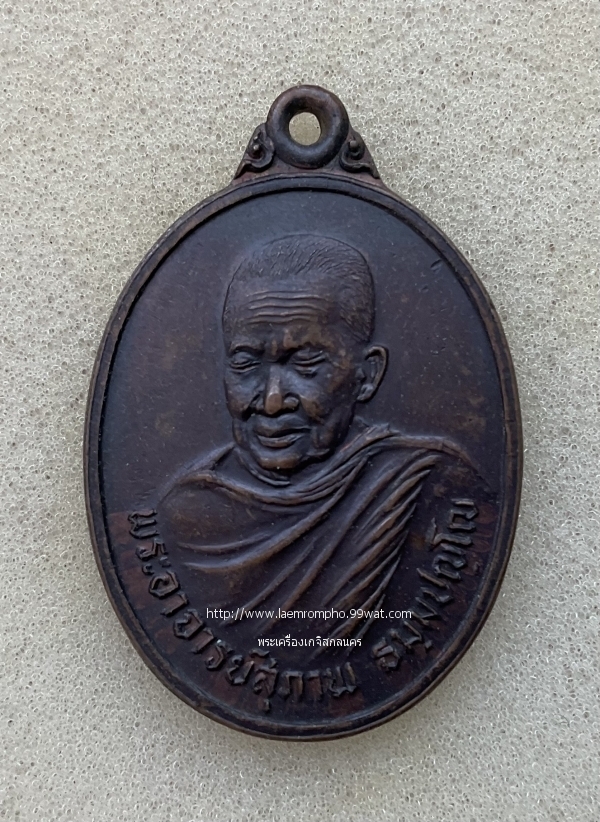 http://www.laemrompho.99wat.com
พระเครื่องเกจิสกลนคร
พระอาจารย์สุภาพ ธมฺมปญฺโญ